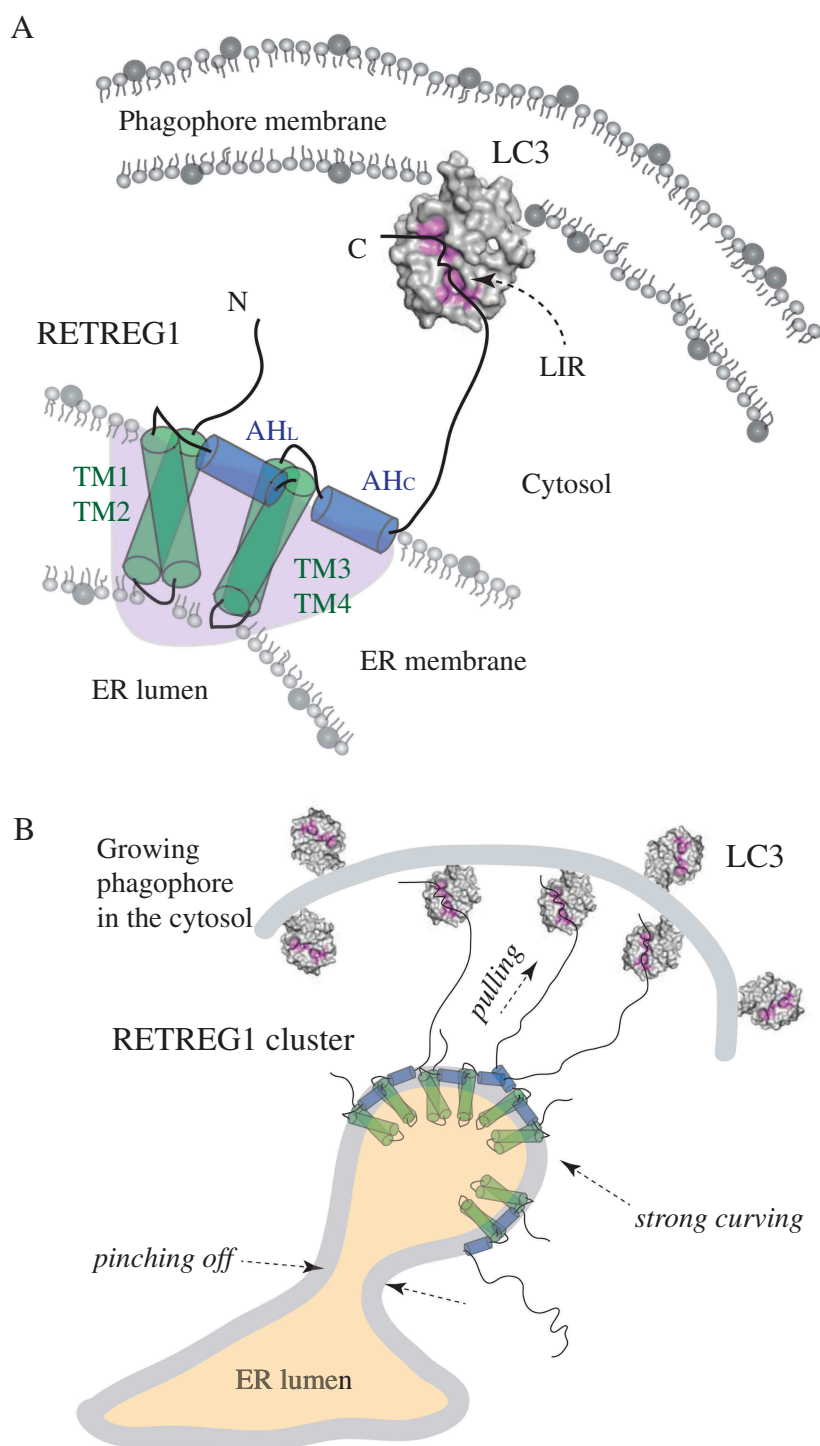 A
Phagophore membrane
LC3
C
N
RETREG1
LIR
AHL
TM1
TM2
AHC
Cytosol
TM3
TM4
ER membrane
ER lumen
B
Growing
phagophore
in the cytosol
LC3
pulling
RETREG1 cluster
strong curving
pinching off
ER lumen